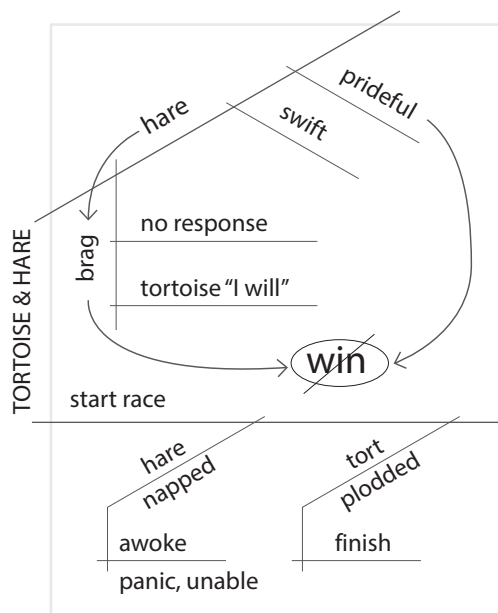 TORTOISE & HARE
hare
swift
prideful
brag
no response
tortoise “I will”
win
start race
hare
napped
tort
plodded
awoke
panic, unable
finish